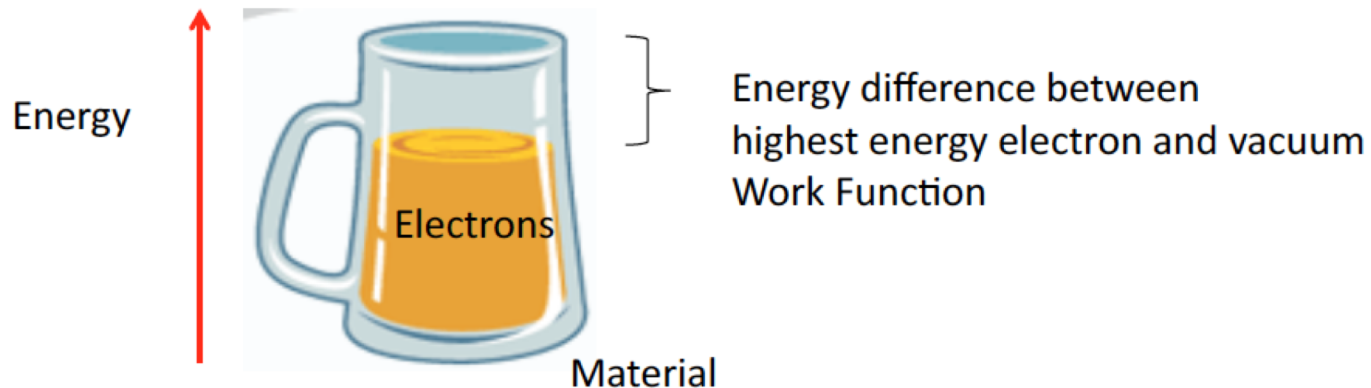 Energy
Electrons
Material
Energy difference between
highest energy electron and vacuum
Work Function